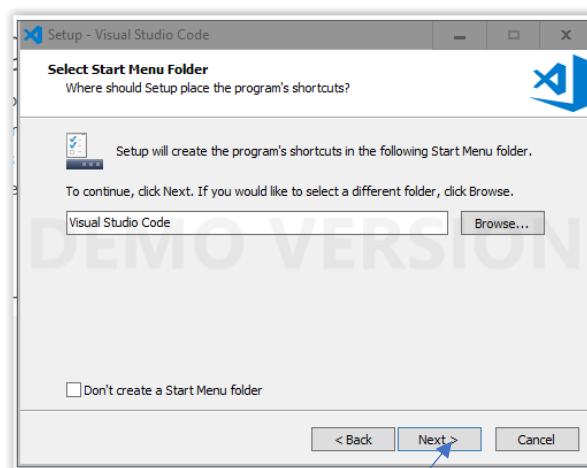 Setup - Visual Studio Code
Select Start Menu Folder
Where should Setup place the program's shortcuts?
Setup will create the program's shortcuts in the following Start Menu folder.
To continue, click Next. If you would like to select a different folder, click Browse.
Visual Studio Code
Browse...
DEMO VERSION
Don't create a Start Menu folder
< Back
Next >
Cancel